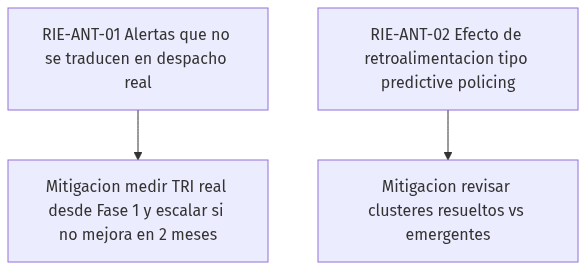 RIE-ANT-01 Alertas que no
se traducen en despacho
real
Mitigacion medir TRI real
desde Fase 1 y escalar si
no mejora en 2 meses
RIE-ANT-02 Efecto de
retroalimentacion tipo
predictive policing
Mitigacion revisar
clusteres resueltos vs
emergentes